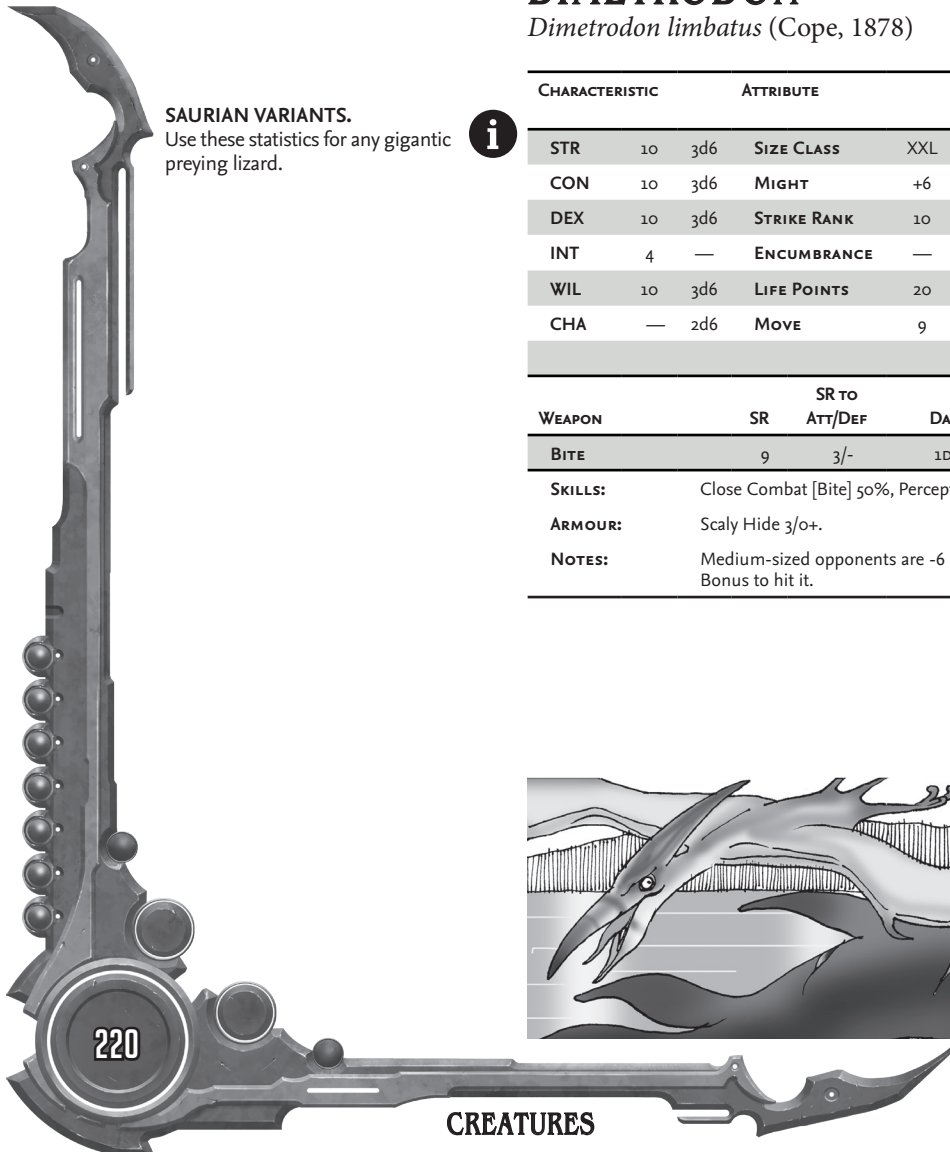 DIMETRODON
Dimetrodon limbatus (Cope, 1878)
SAURIAN VARIANTS.
Use these statistics for any gigantic
preying lizard.
i
CHARACTERISTIC ATTRIBUTE
STR 10 3d6 SIZE CLASS XXL
CON 10 3d6 MIGHT +6
DEX 10 3d6 STRIKE RANK 10
INT 4 — ENCUMBRANCE —
WIL 10 3d6 LIFE POINTS 20
CHA — 2d6 MOVE 9
SR TO
WEAPON SR ATT/DEF
BITE 9 3/-
SKILLS: Close Combat [Bite] 50%,
ARMOUR: Scaly Hide 3/0+.
NOTES: Medium-sized opponents are -6
Bonus to hit it.
220
CREATURES